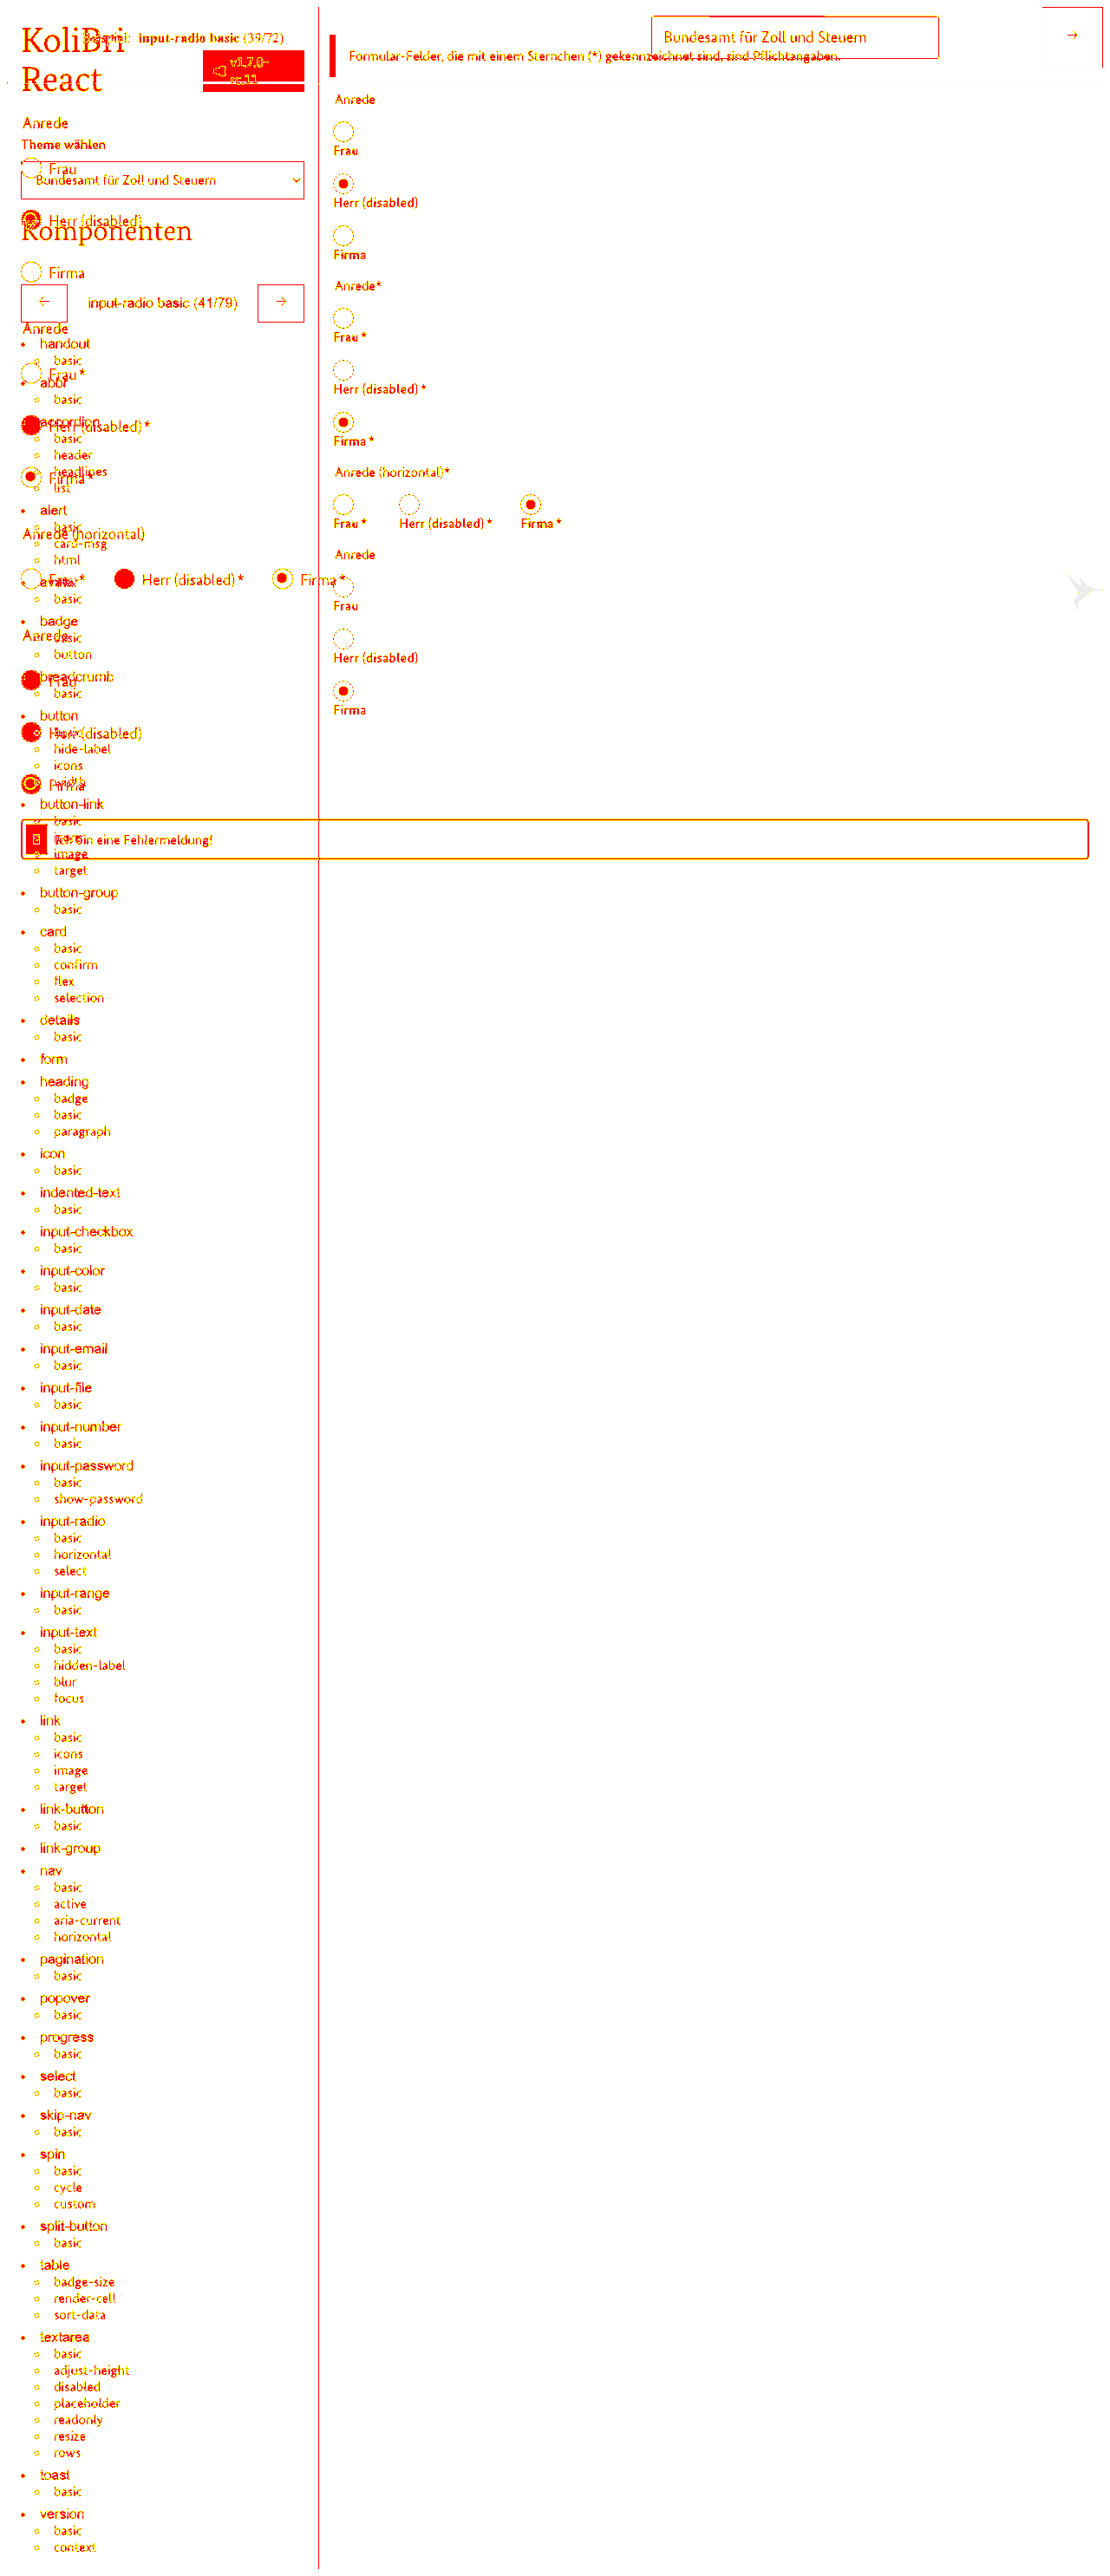 KoliBri
React
Beispiel: input-radio basic (39/72)
v1.7.0-
rc.11
Bundesamt für Zoll und Steuern
→
Formular-Felder, die mit einem Sternchen (*) gekennzeichnet sind, sind Pflichtangaben.
Anrede
Theme wählen
Frau
Bundesamt für Zoll und Steuern
Herr (disabled)
Komponenten
Firma
← input-radio basic (41/79) →
Anrede
handout
basic
Frau *
abbr
basic
accordion
Herr (disabled) *
basic
header
headlines
Firma *
list
alert
basic
Anrede (horizontal)
card-msg
html
Frau * Herr (disabled) * Firma *
avatar
basic
badge
basic
Anrede
button
breadcrumb
Frau
basic
button
basic
Herr (disabled)
hide-label
icons
width
Firma
button-link
basic
icons
Ich bin eine Fehlermeldung!
image
target
button-group
basic
card
basic
confirm
flex
selection
details
basic
form
heading
badge
basic
paragraph
icon
basic
indented-text
basic
input-checkbox
basic
input-color
basic
input-date
basic
input-email
basic
input-file
basic
input-number
basic
input-password
basic
show-password
input-radio
basic
horizontal
select
input-range
basic
input-text
basic
hidden-label
blur
focus
link
basic
icons
image
target
link-button
basic
link-group
nav
basic
active
aria-current
horizontal
pagination
basic
popover
basic
progress
basic
select
basic
skip-nav
basic
spin
basic
cycle
custom
split-button
basic
table
badge-size
render-cell
sort-data
textarea
basic
adjust-height
disabled
placeholder
readonly
resize
rows
toast
basic
version
basic
context
Anrede
Frau
Herr (disabled)
Firma
Anrede*
Frau *
Herr (disabled) *
Firma *
Anrede (horizontal)*
Frau * Herr (disabled) * Firma *
Anrede
Frau
Herr (disabled)
Firma